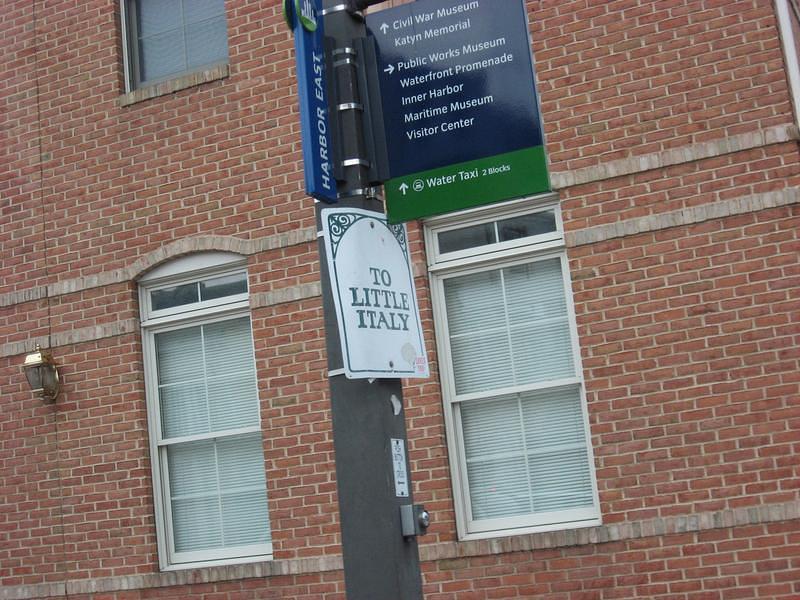 Civil War Museum
Katyn Memorial
Public Works Museum
Waterfront Promenade
Inner Harbor
Maritime Museum
Visitor Center
Water Taxi 2 Blocks
HARBOR EAST
TO
LITTLE
ITALY